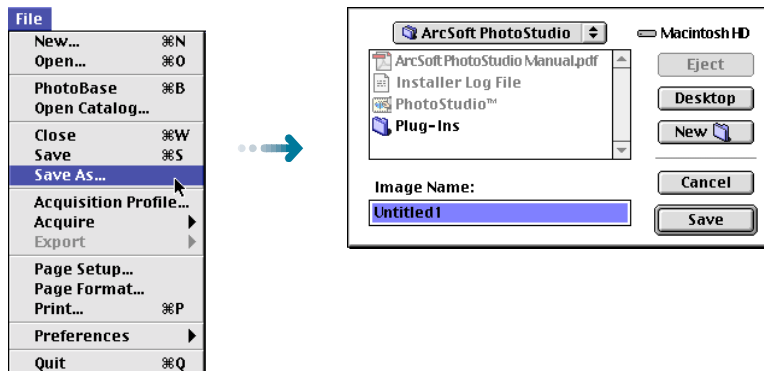 File
New... ⌘N
Open... ⌘O
PhotoBase ⌘B
Open Catalog...
Close ⌘W
Save ⌘S
Save As...
Acquisition Profile...
Acquire
Export
Page Setup...
Page Format...
Print... ⌘P
Preferences
Quit ⌘Q
ArcSoft PhotoStudio
Macintosh HD
ArcSoft PhotoStudio Manual.pdf
Installer Log File
PhotoStudio™
Plug-Ins
Eject
Desktop
New
Image Name:
Untitled1
Cancel
Save